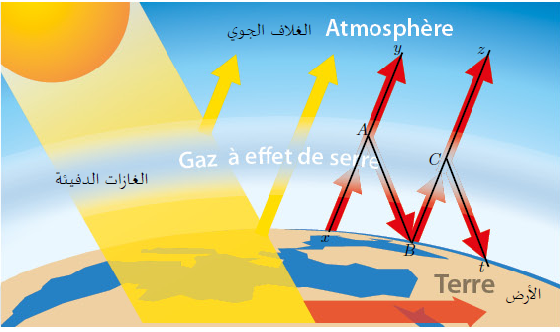 الغلاف الجوي Atmosphère
y
z
A
Gaz à effet de serre
C
الغازات الدفيئة
x
B
t
Terre
الأرض